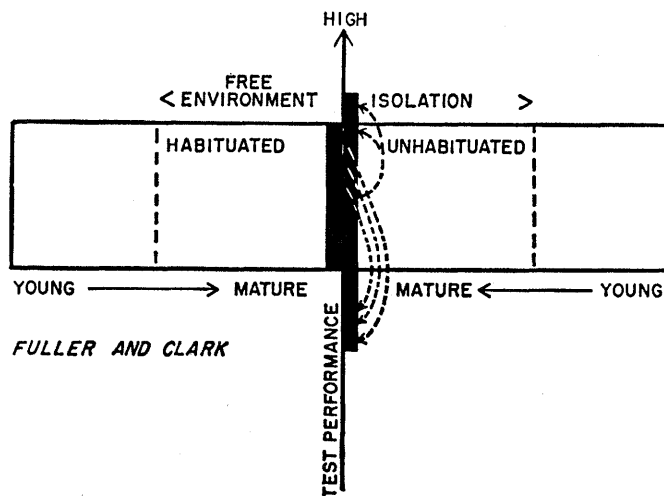 HIGH
FREE
< ENVIRONMENT ISOLATION >
HABITUATED UNHABITUATED
YOUNG MATURE MATURE YOUNG
FULLER AND CLARK
TEST PERFORMANCE